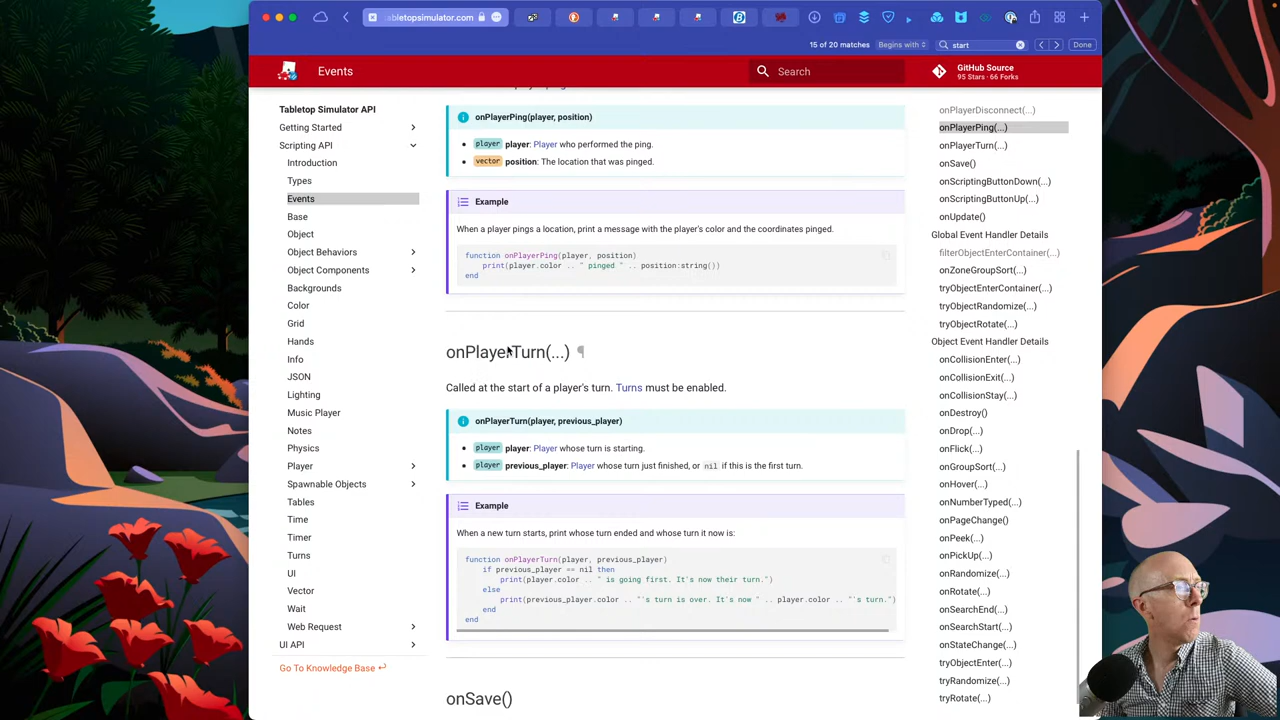 abletopsimulator.com
15 of 20 matches
Begins with
start
Done
Events
Search
GitHub Source
95 Stars · 66 Forks
Tabletop Simulator API
Getting Started
Scripting API
Introduction
Types
Events
Base
Object
Object Behaviors
Object Components
Backgrounds
Color
Grid
Hands
Info
JSON
Lighting
Music Player
Notes
Physics
Player
Spawnable Objects
Tables
Time
Timer
Turns
UI
Vector
Wait
Web Request
UI API
Go To Knowledge Base
onPlayerPing(player, position)
player player: Player who performed the ping.
vector position: The location that was pinged.
Example
When a player pings a location, print a message with the player's color and the coordinates pinged.
function onPlayerPing(player, position)
print(player.color .. " pinged " .. position:string())
end
onPlayerTurn(...) ¶
Called at the start of a player's turn. Turns must be enabled.
onPlayerTurn(player, previous_player)
player player: Player whose turn is starting.
player previous_player: Player whose turn just finished, or nil if this is the first turn.
Example
When a new turn starts, print whose turn ended and whose turn it now is:
function onPlayerTurn(player, previous_player)
if previous_player == nil then
print(player.color .. " is going first. It's now their turn.")
else
print(previous_player.color .. "'s turn is over. It's now " .. player.color .. "'s turn.")
end
end
onSave()
onPlayerDisconnect(...)
onPlayerPing(...)
onPlayerTurn(...)
onSave()
onScriptingButtonDown(...)
onScriptingButtonUp(...)
onUpdate()
Global Event Handler Details
filterObjectEnterContainer(...)
onZoneGroupSort(...)
tryObjectEnterContainer(...)
tryObjectRandomize(...)
tryObjectRotate(...)
Object Event Handler Details
onCollisionEnter(...)
onCollisionExit(...)
onCollisionStay(...)
onDestroy()
onDrop(...)
onFlick(...)
onGroupSort(...)
onHover(...)
onNumberTyped(...)
onPageChange()
onPeek(...)
onPickUp(...)
onRandomize(...)
onRotate(...)
onSearchEnd(...)
onSearchStart(...)
onStateChange(...)
tryObjectEnter(...)
tryRandomize(...)
tryRotate(...)